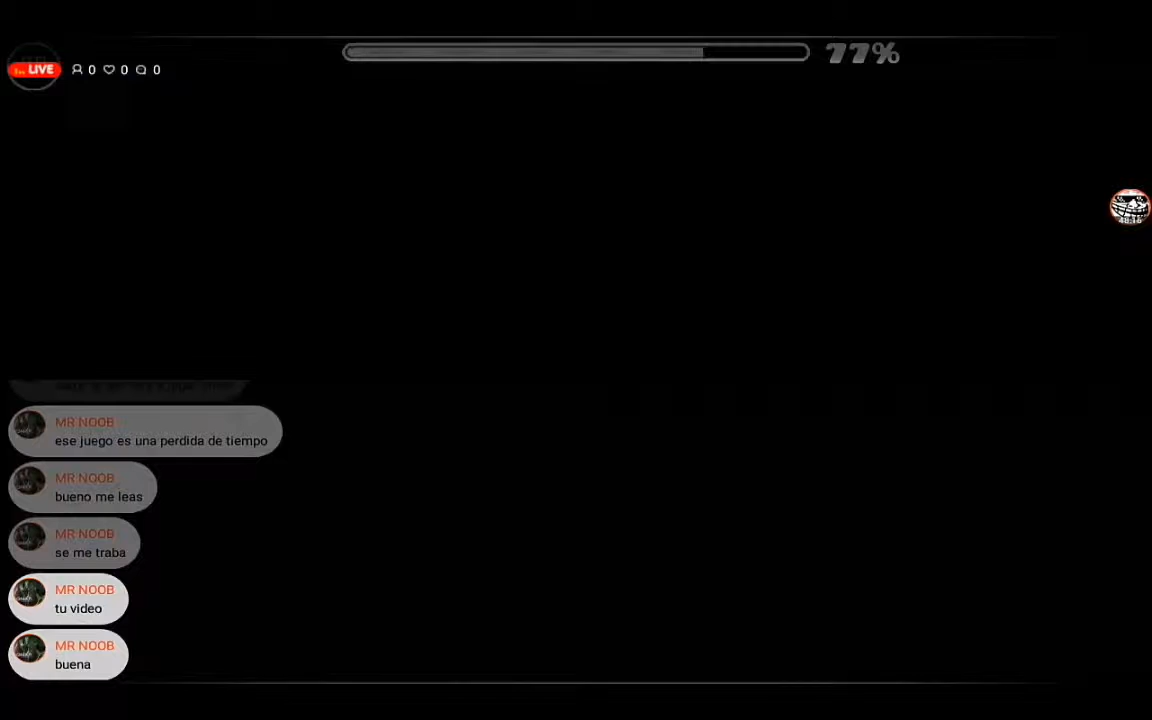 77%
LIVE 0 0 0
MR NOOB
ese juego es una perdida de tiempo
MR NOOB
bueno me leas
MR NOOB
se me traba
MR NOOB
tu video
MR NOOB
buena